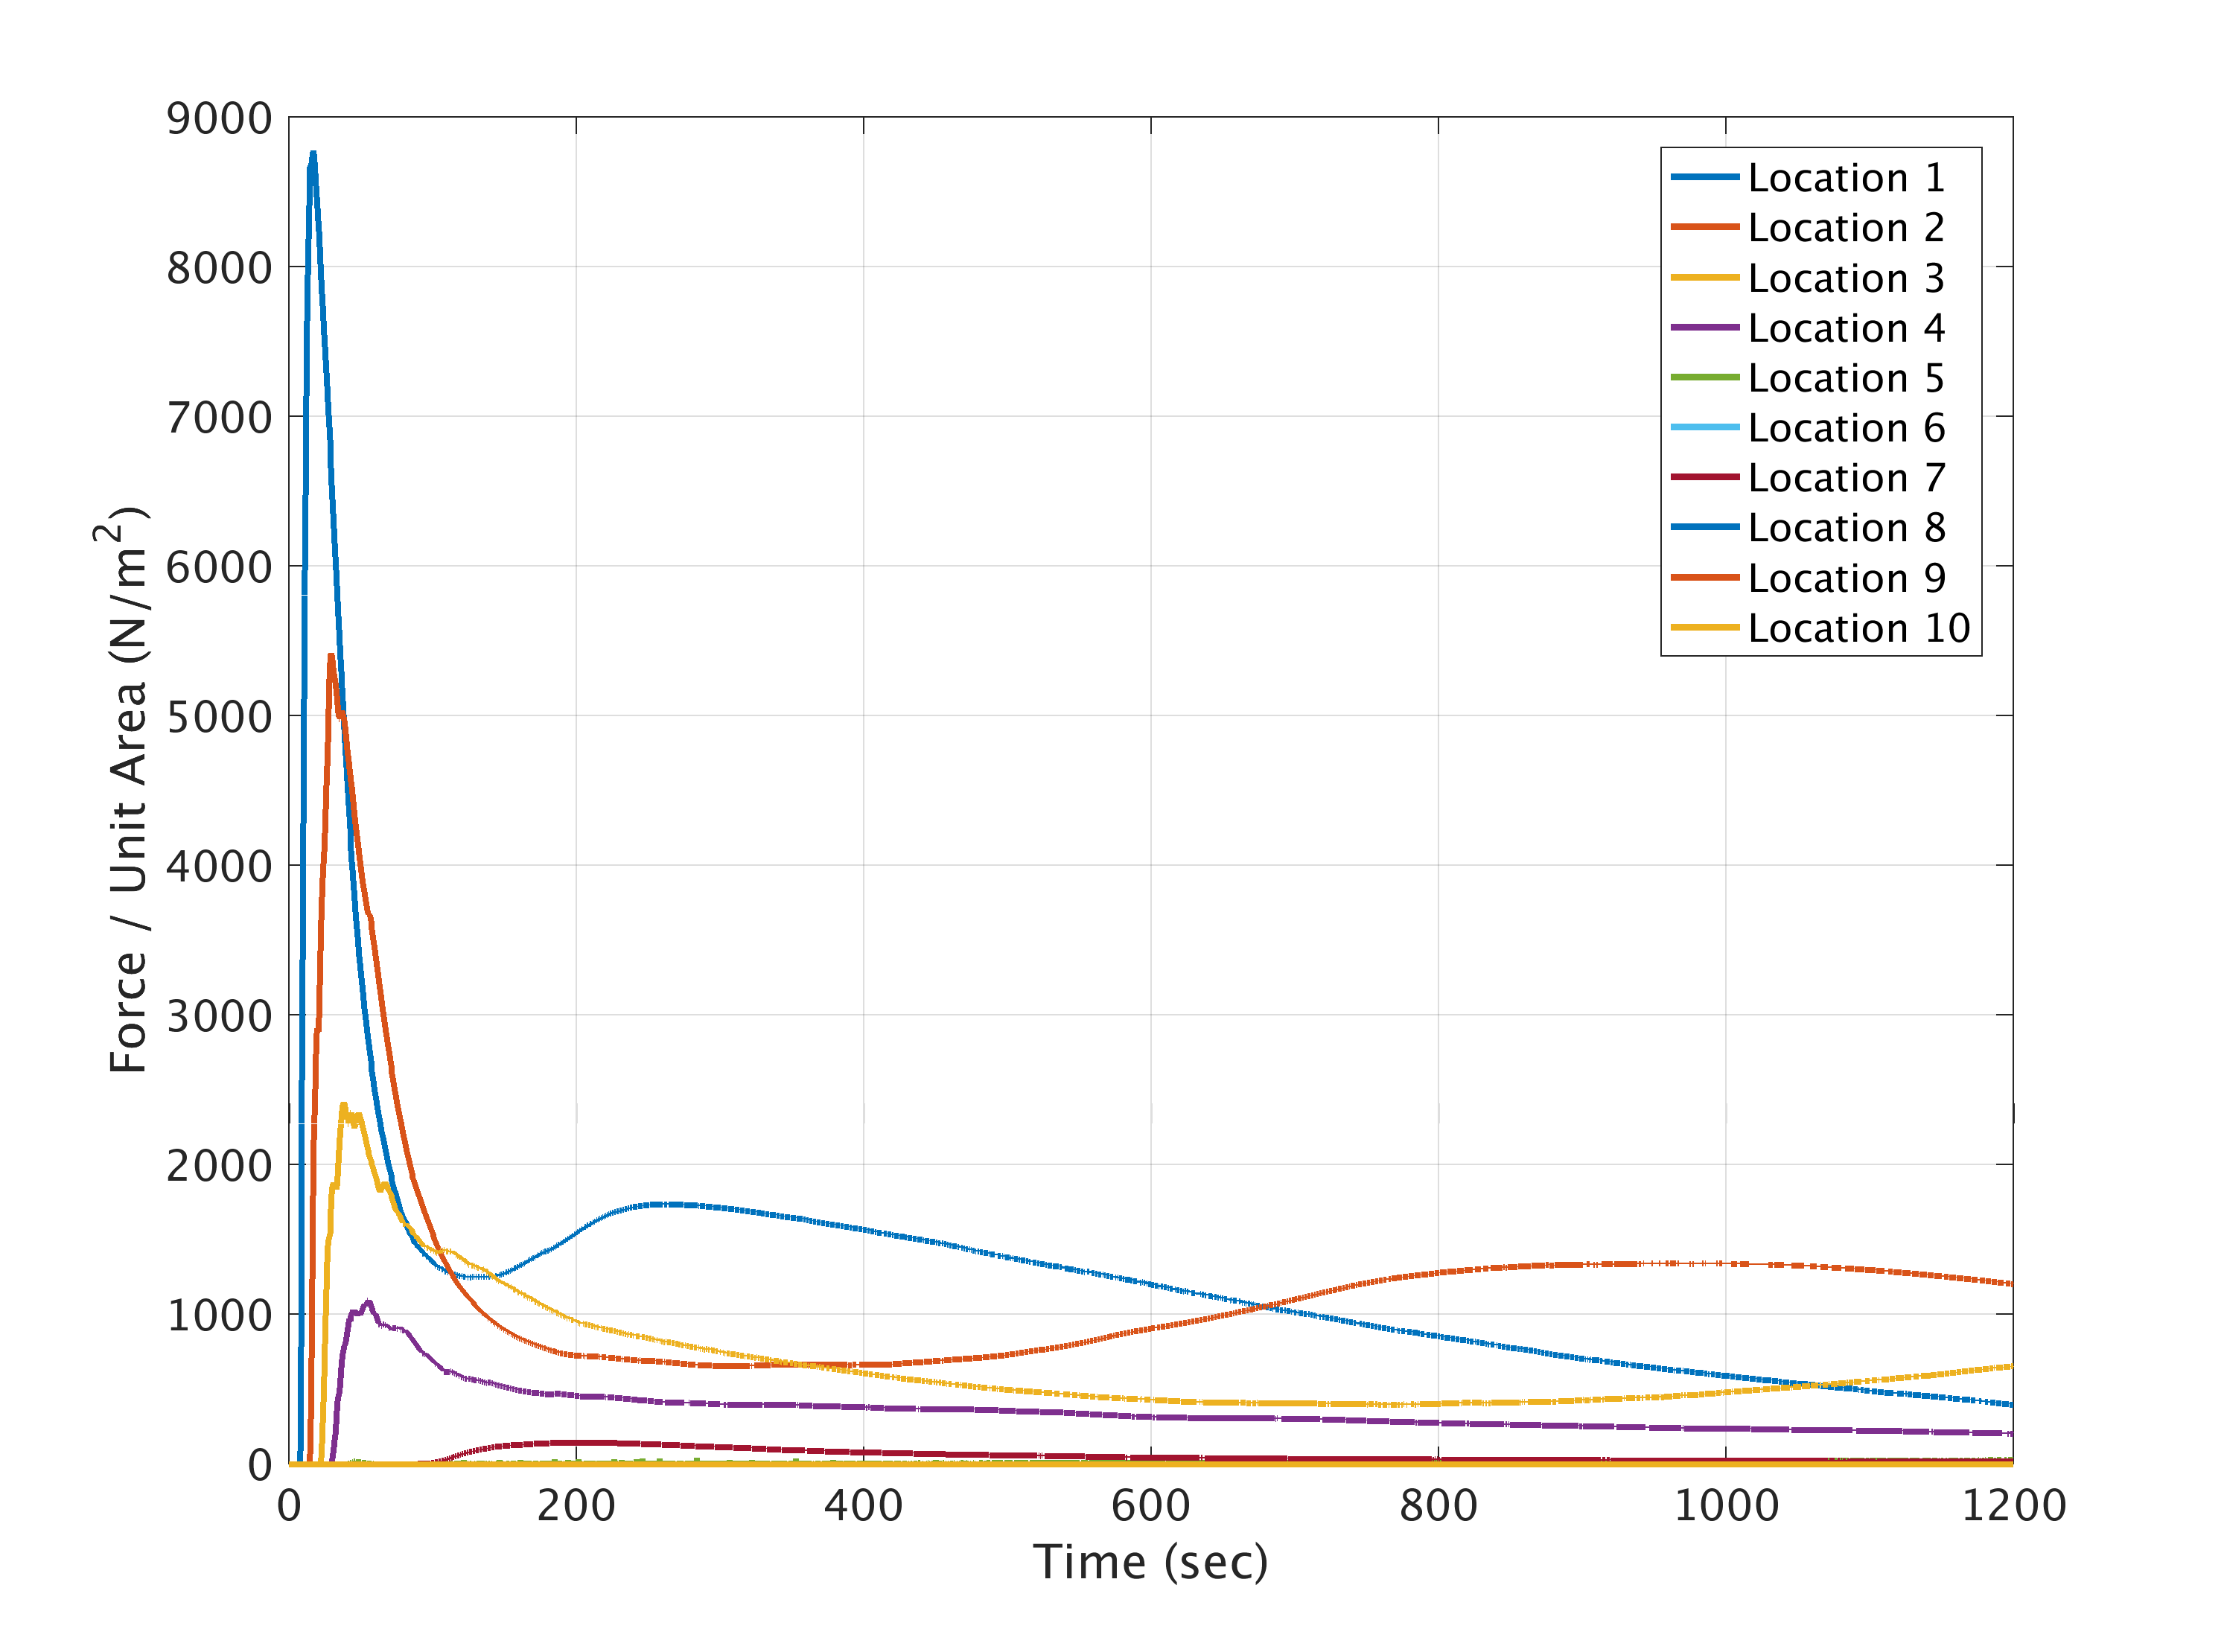 9000
8000
7000
6000
5000
4000
3000
2000
1000
0
Force / Unit Area (N/m²)
Location 1
Location 2
Location 3
Location 4
Location 5
Location 6
Location 7
Location 8
Location 9
Location 10
0 200 400 600 800 1000 1200
Time (sec)